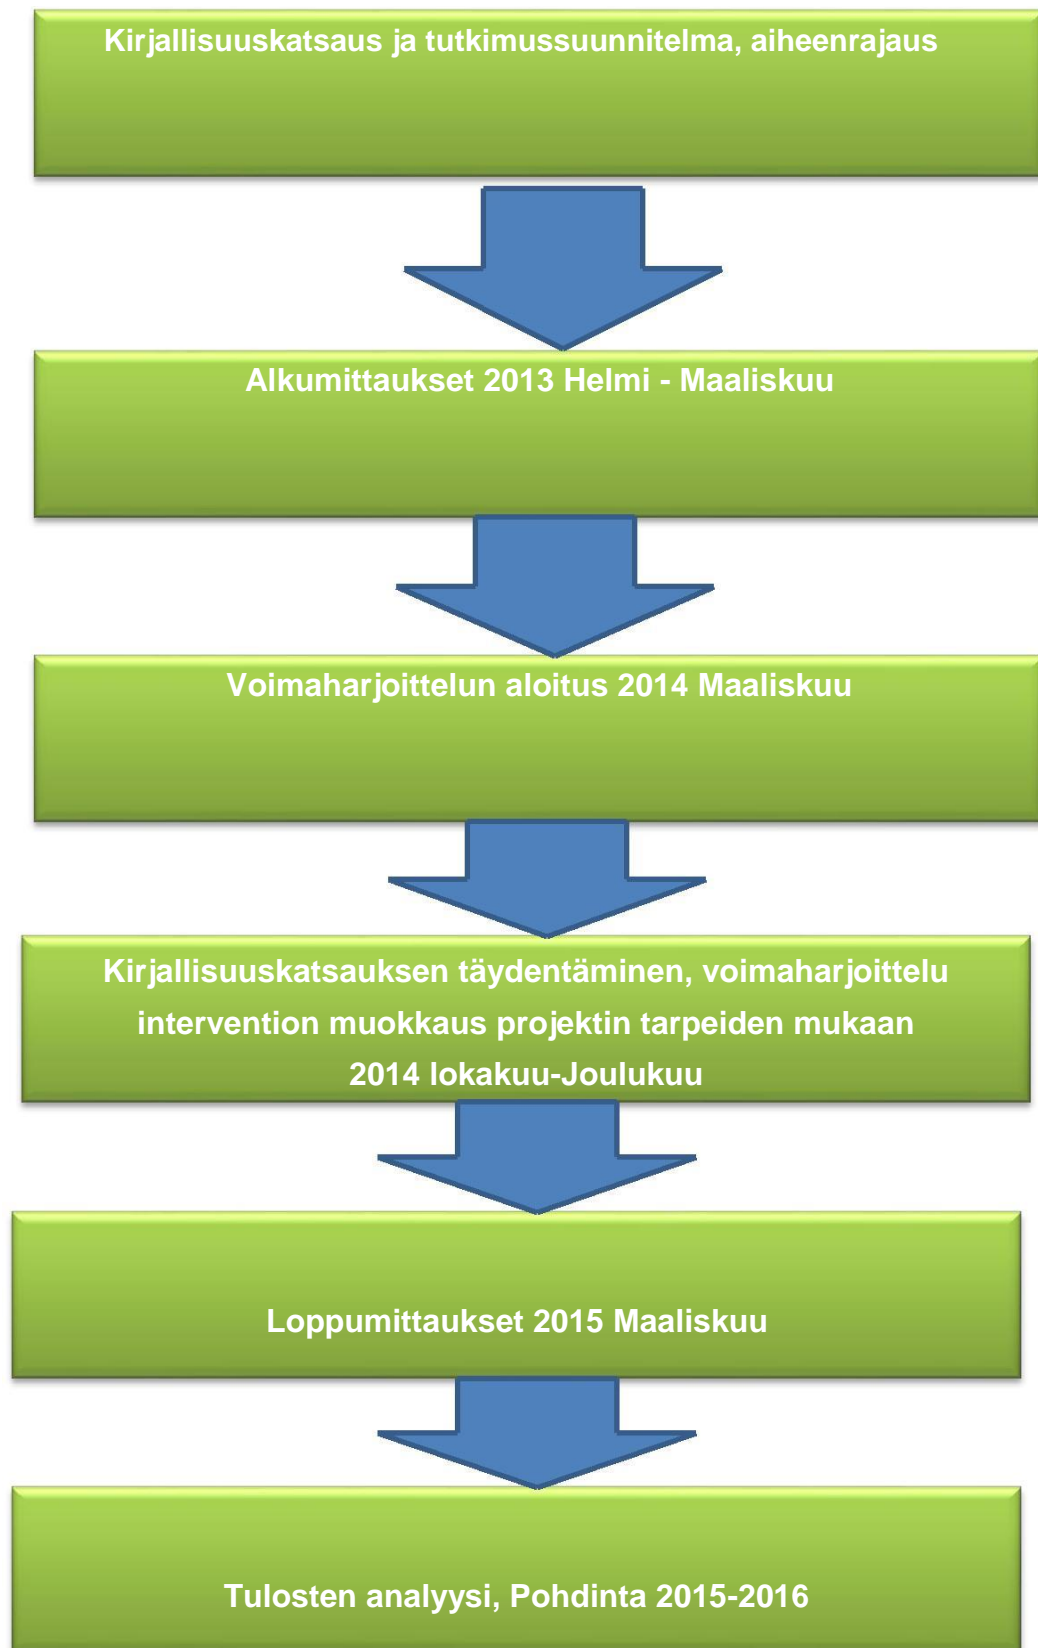 Kirjallisuuskatsaus ja tutkimussuunnitelma, aiheenrajaus
Alkumittaukset 2013 Helmi - Maaliskuu
Voimaharjoittelun aloitus 2014 Maaliskuu
Kirjallisuuskatsauksen täydentäminen, voimaharjoittelu
intervention muokkaus projektin tarpeiden mukaan
2014 lokakuu-Joulukuu
Loppumittaukset 2015 Maaliskuu
Tulosten analyysi, Pohdinta 2015-2016